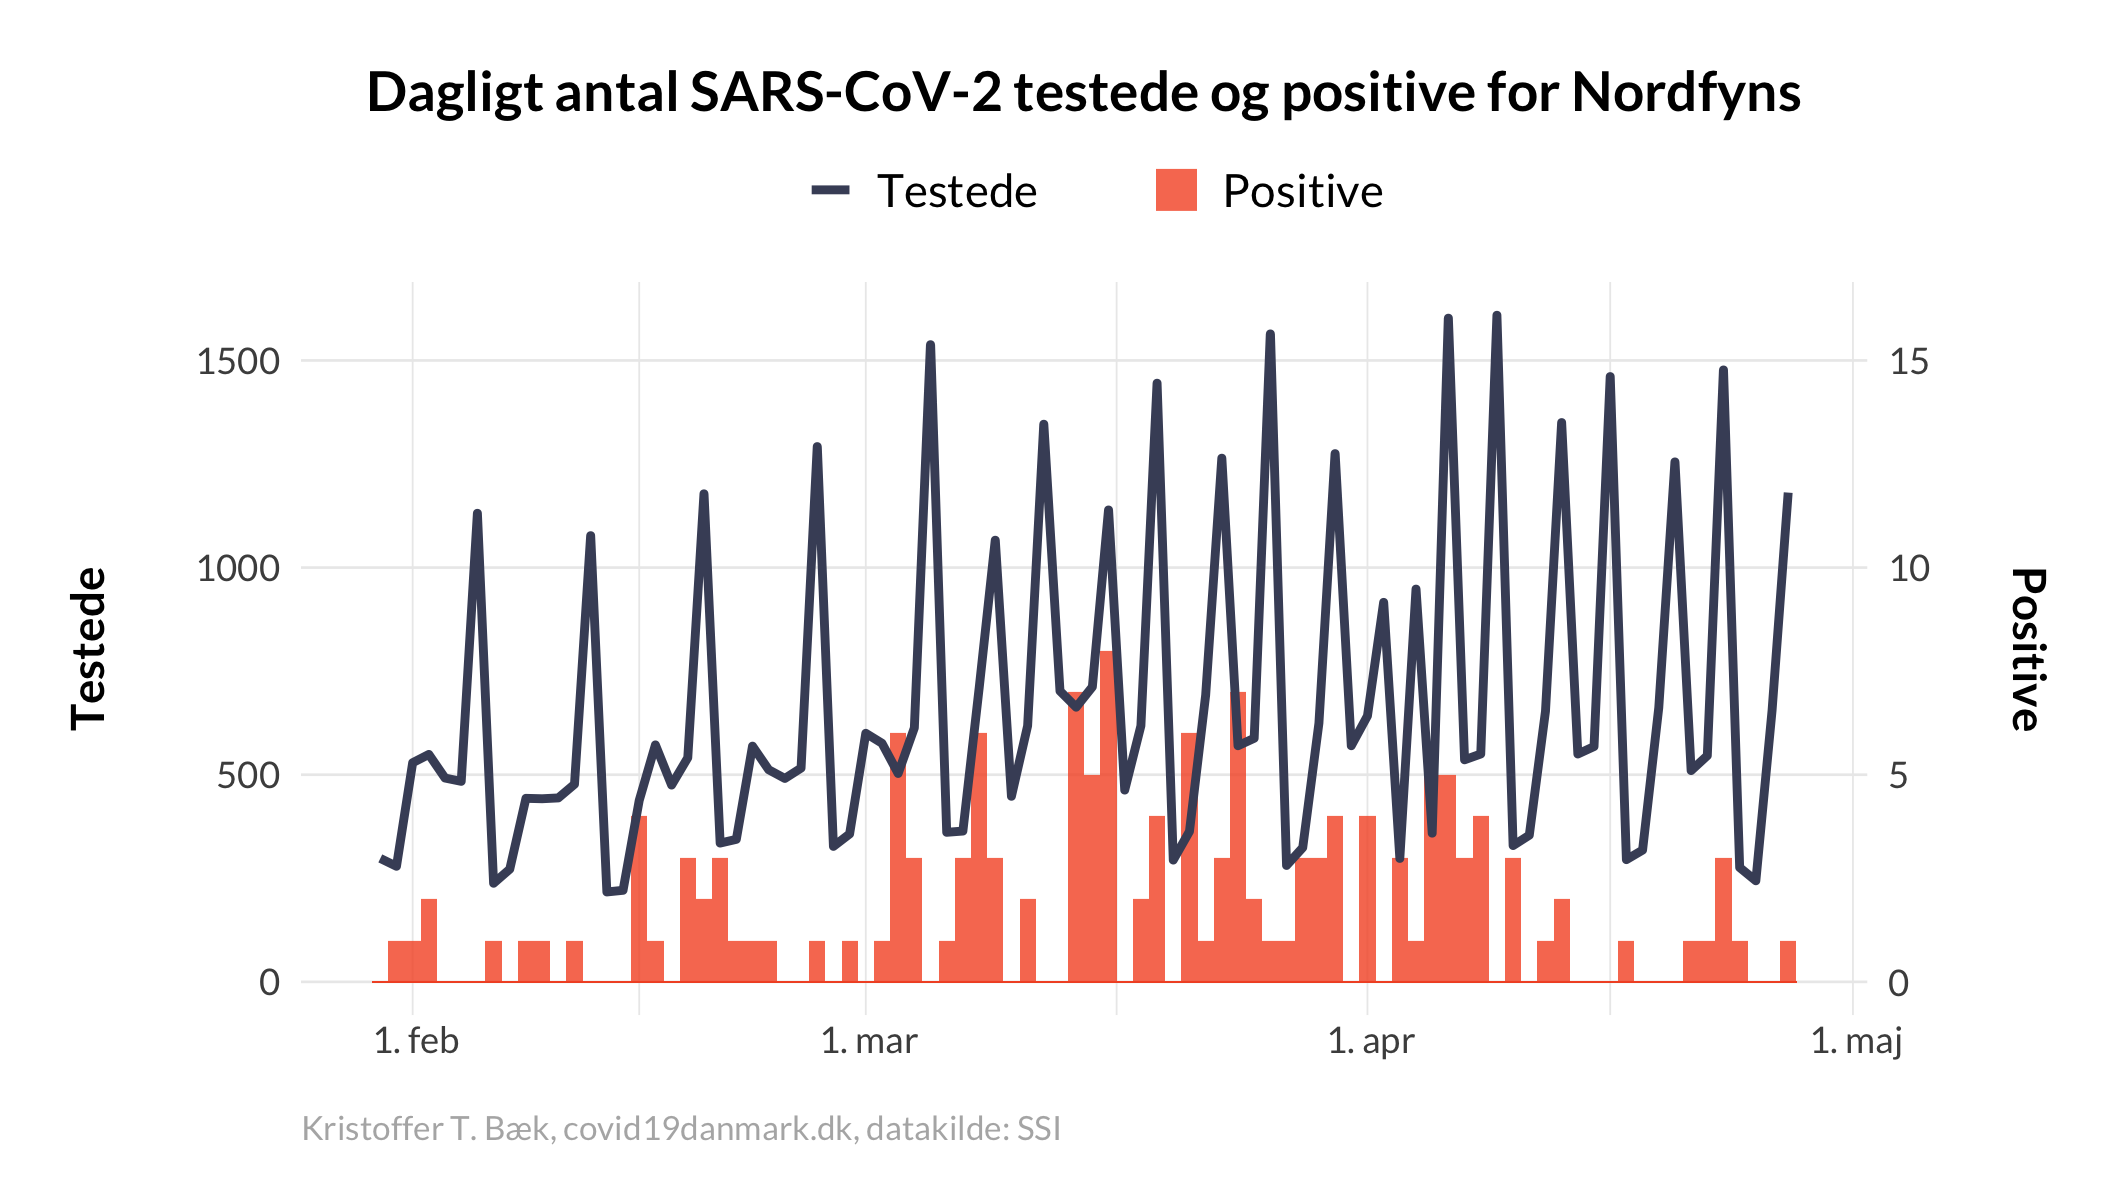 Dagligt antal SARS-CoV-2 testede og positive for Nordfyns
Testede
Positive
1500
1000
500
0
15
10
5
0
Testede
Positive
1. feb
1. mar
1. apr
1. maj
Kristoffer T. Bæk, covid19danmark.dk, datakilde: SSI